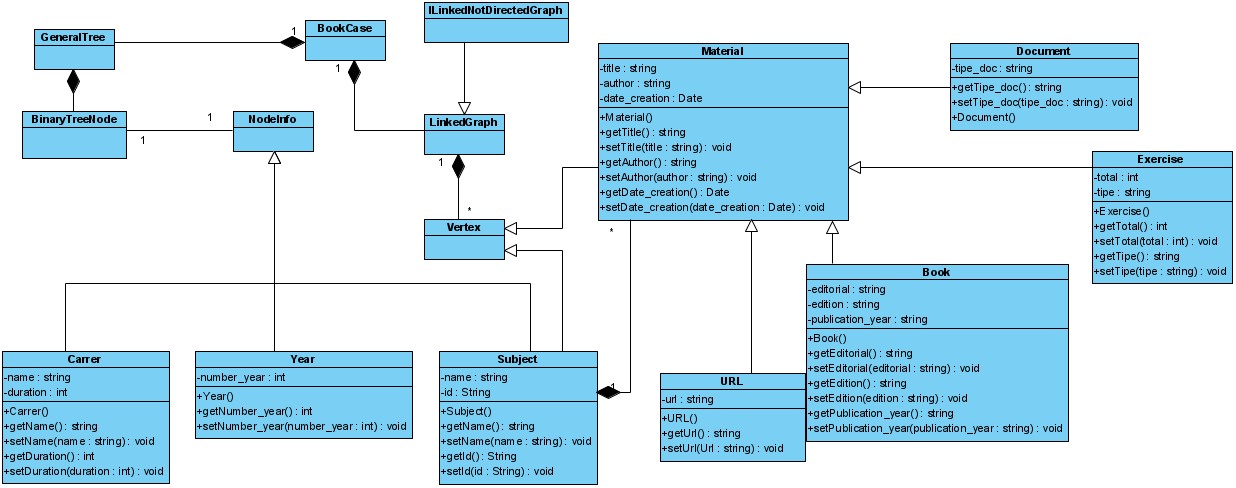 GeneralTree
1
BookCase
1
ILinkedNotDirectedGraph
BinaryTreeNode
1
1
NodeInfo
LinkedGraph
1
*
Vertex
Material
-title : string
-author : string
-date_creation : Date
+Material()
+getTitle() : string
+setTitle(title : string) : void
+getAuthor() : string
+setAuthor(author : string) : void
+getDate_creation() : Date
+setDate_creation(date_creation : Date) : void
*
Document
-tipe_doc : string
+getTipe_doc() : string
+setTipe_doc(tipe_doc : string) : void
+Document()
Exercise
-total : int
-tipe : string
+Exercise()
+getTotal() : int
+setTotal(total : int) : void
+getTipe() : string
+setTipe(tipe : string) : void
Book
-editorial : string
-edition : string
-publication_year : string
+Book()
+getEditorial() : string
+setEditorial(editorial : string) : void
+getEdition() : string
+setEdition(edition : string) : void
+getPublication_year() : string
+setPublication_year(publication_year : string) : void
Carrer
-name : string
-duration : int
+Carrer()
+getName() : string
+setName(name : string) : void
+getDuration() : int
+setDuration(duration : int) : void
Year
-number_year : int
+Year()
+getNumber_year() : int
+setNumber_year(number_year : int) : void
Subject
-name : string
-id : String
+Subject()
+getName() : string
+setName(name : string) : void
+getId() : String
+setId(id : String) : void
1
URL
-url : string
+URL()
+getUrl() : string
+setUrl(Url : string) : void